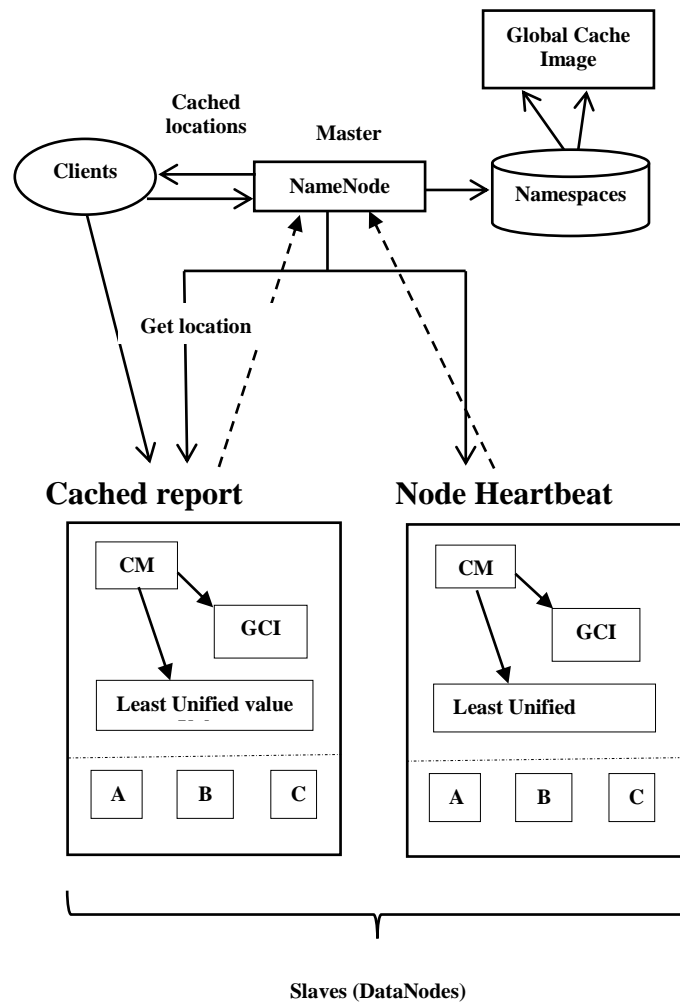 Global Cache
Image
Cached
locations
Master
Clients
NameNode
Namespaces
Get location
Cached report
Node Heartbeat
CM
GCI
Least Unified value
A
B
C
CM
GCI
Least Unified
A
B
C
Slaves (DataNodes)